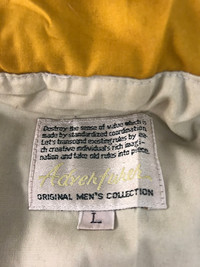 Destroy the sense of value which is
made by standardized coordination.
Let's transcend existing rules by ea-
ch creative individual's rich imagi-
nation and take old rules into pieces.
Adventurer
ORIGINAL MEN'S COLLECTION
L